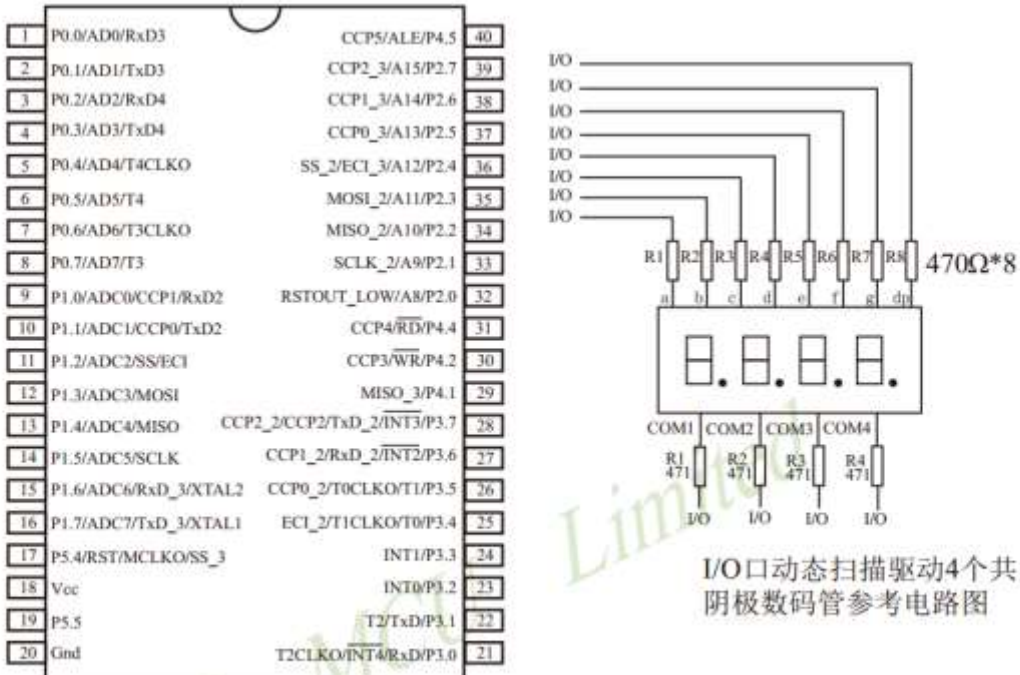 1 P0.0/AD0/RxD3
2 P0.1/AD1/TxD3
3 P0.2/AD2/RxD4
4 P0.3/AD3/TxD4
5 P0.4/AD4/T4CLKO
6 P0.5/AD5/T4
7 P0.6/AD6/T3CLKO
8 P0.7/AD7/T3
9 P1.0/ADC0/CCP1/RxD2
10 P1.1/ADC1/CCP0/TxD2
11 P1.2/ADC2/SS/ECI
12 P1.3/ADC3/MOSI
13 P1.4/ADC4/MISO
14 P1.5/ADC5/SCLK
15 P1.6/ADC6/RxD_3/XTAL2
16 P1.7/ADC7/TxD_3/XTAL1
17 P5.4/RST/MCLKO/SS_3
18 Vcc
19 P5.5
20 Gnd
CCP5/ALE/P4.5 40
CCP2_3/A15/P2.7 39
CCP1_3/A14/P2.6 38
CCP0_3/A13/P2.5 37
SS_2/ECI_3/A12/P2.4 36
MOSI_2/A11/P2.3 35
MISO_2/A10/P2.2 34
SCLK_2/A9/P2.1 33
RSTOUT_LOW/A8/P2.0 32
CCP4/RD/P4.4 31
CCP3/WR/P4.2 30
MISO_3/P4.1 29
CCP2_2/CCP2/TxD_2/INT3/P3.7 28
CCP1_2/RxD_2/INT2/P3.6 27
CCP0_2/T0CLKO/T1/P3.5 26
ECI_2/T1CLKO/T0/P3.4 25
INT1/P3.3 24
INT0/P3.2 23
T2/TxD/P3.1 22
T2CLKO/INT4/RxD/P3.0 21
I/O
I/O
I/O
I/O
I/O
I/O
I/O
I/O
R1 R2 R3 R4 R5 R6 R7 R8 470Ω*8
a b c d e f g dp
COM1 COM2 COM3 COM4
R1 R2 R3 R4
471 471 471 471
I/O I/O I/O I/O
I/O口动态扫描驱动4个共
阴极数码管参考电路图
MCU Limited